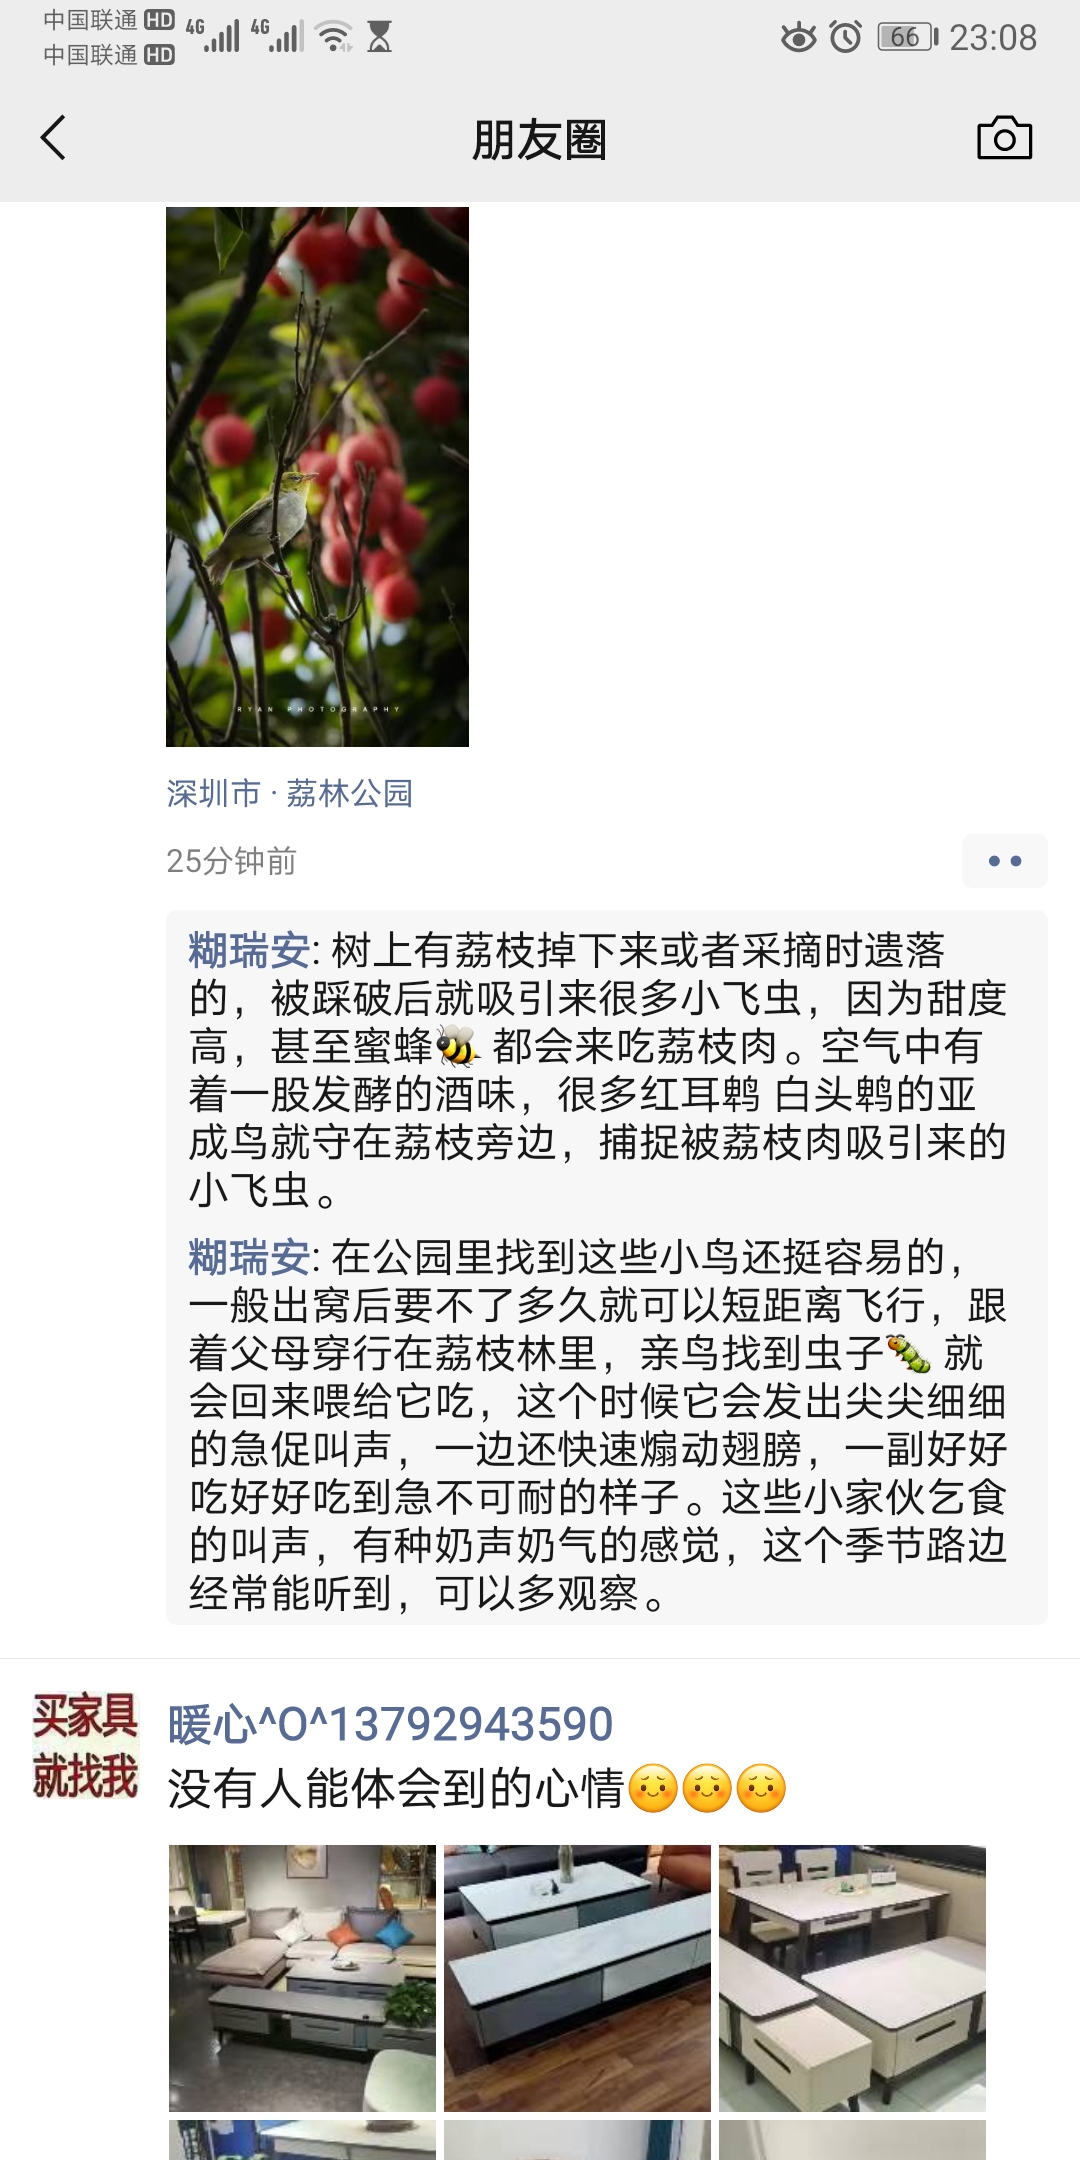 中国联通 HD 4G 4G 66 23:08
中国联通 HD
朋友圈
RYAN PHOTOGRAPHY
深圳市 · 荔林公园
25分钟前
糊瑞安: 树上有荔枝掉下来或者采摘时遗落
的，被踩破后就吸引来很多小飞虫，因为甜度
高，甚至蜜蜂🐝 都会来吃荔枝肉。空气中有
着一股发酵的酒味，很多红耳鹎 白头鹎的亚
成鸟就守在荔枝旁边，捕捉被荔枝肉吸引来的
小飞虫。
糊瑞安: 在公园里找到这些小鸟还挺容易的，
一般出窝后要不了多久就可以短距离飞行，跟
着父母穿行在荔枝林里，亲鸟找到虫子🐛 就
会回来喂给它吃，这个时候它会发出尖尖细细
的急促叫声，一边还快速煽动翅膀，一副好好
吃好好吃到急不可耐的样子。这些小家伙乞食
的叫声，有种奶声奶气的感觉，这个季节路边
经常能听到，可以多观察。
买家具
就找我
暖心^O^13792943590
没有人能体会到的心情😌😌😌